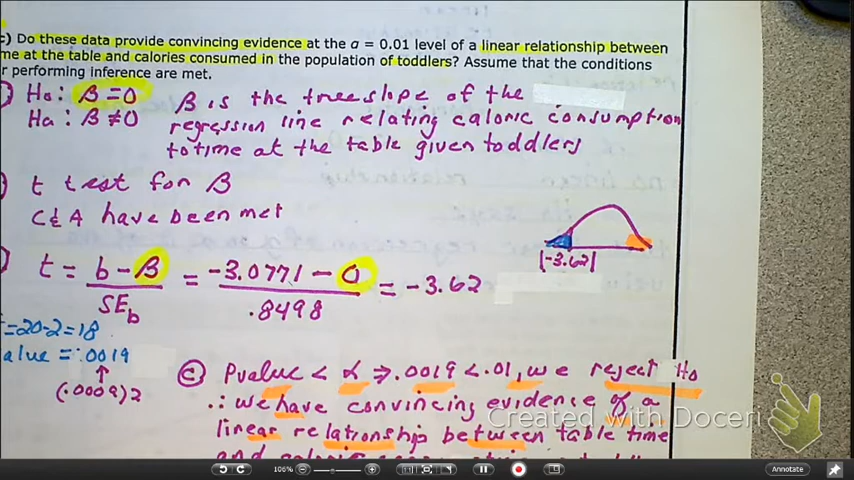 c) Do these data provide convincing evidence at the α = 0.01 level of a linear relationship between
me at the table and calories consumed in the population of toddlers? Assume that the conditions
r performing inference are met.
Ho: β = 0
Ha: β ≠ 0
β is the true slope of the
regression line relating caloric consumption
to time at the table given toddlers
t test for β
C & A have been met
t = b - β / SEb = -3.0771 - 0 / .8498 = -3.62
|-3.62|
=20-2=18
value = .0019
(.0009)2
© Pvalue < α ⇒ .0019 < .01, we reject Ho
∴ we have convincing evidence of a
linear relationship between table time
Created with Doceri
106%
Annotate